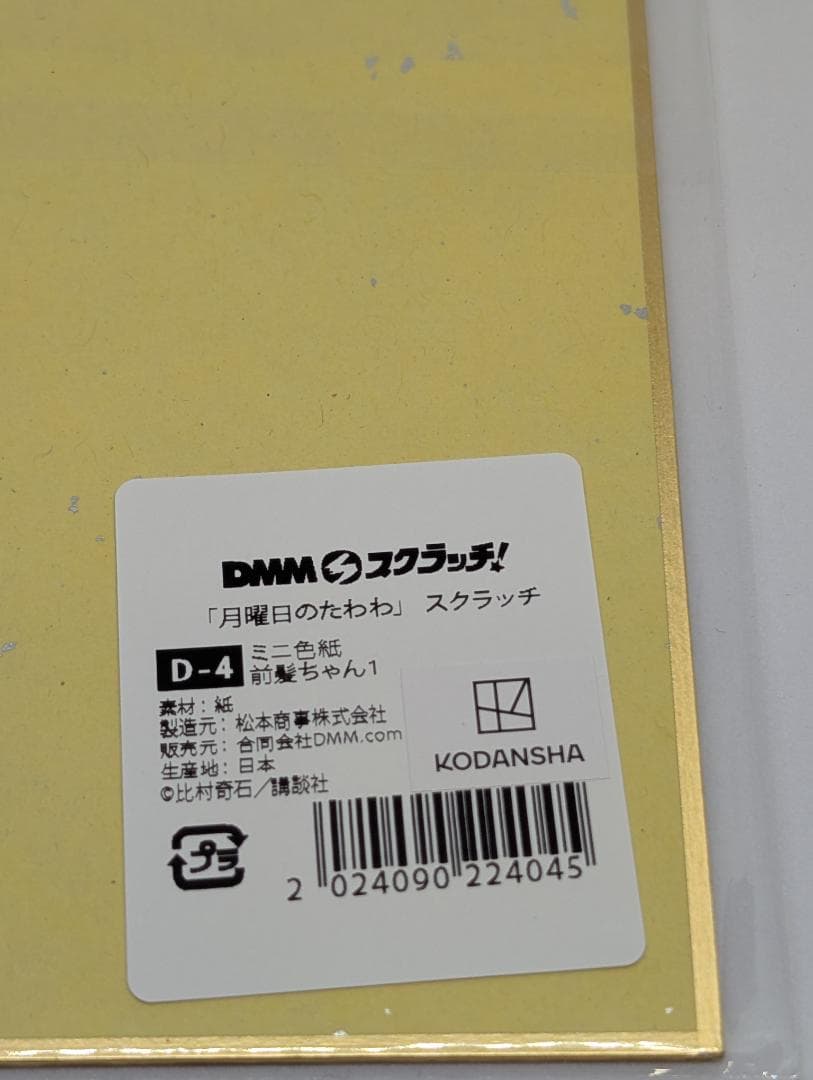 DMMスクラッチ!
「月曜日のたわわ」 スクラッチ
D-4
ミニ色紙
前髪ちゃん1
素材：紙
製造元：松本商事株式会社
販売元：合同会社DMM.com
生産地：日本
©比村奇石／講談社
KODANSHA
プラ
2 024090 224045